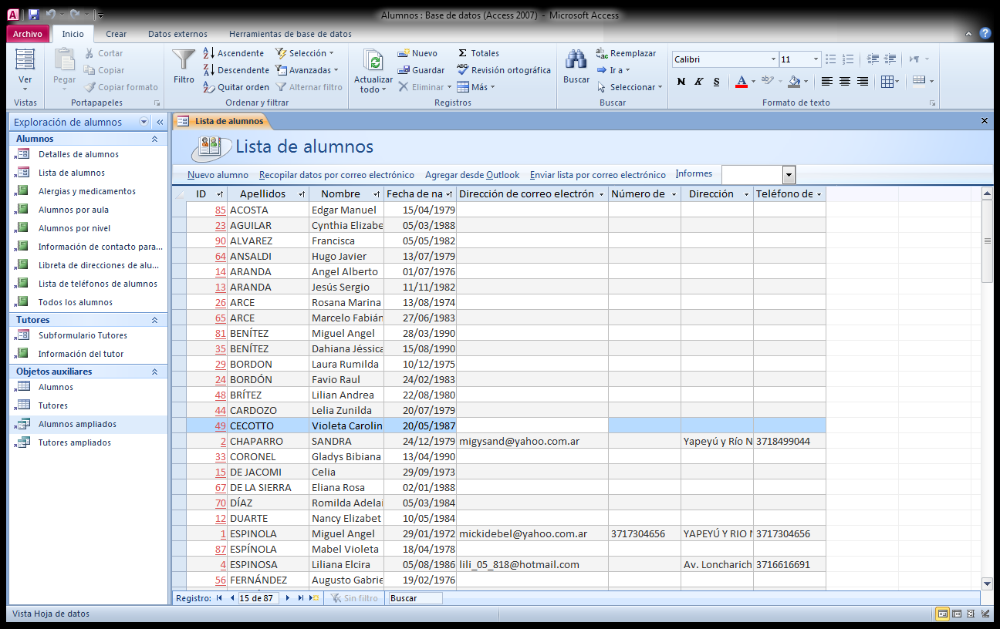 Alumnos : Base de datos (Access 2007) - Microsoft Access
Archivo Inicio Crear Datos externos Herramientas de base de datos
Ver
Vistas
Pegar
Cortar
Copiar
Copiar formato
Portapapeles
Filtro
Ascendente
Descendente
Quitar orden
Selección
Avanzadas
Alternar filtro
Ordenar y filtrar
Actualizar
todo
Nuevo
Guardar
Eliminar
Totales
Revisión ortográfica
Más
Registros
Buscar
Reemplazar
Ir a
Seleccionar
Buscar
Calibri 11
N K S A
Formato de texto
Exploración de alumnos
Alumnos
Detalles de alumnos
Lista de alumnos
Alergias y medicamentos
Alumnos por aula
Alumnos por nivel
Información de contacto para...
Libreta de direcciones de alu...
Lista de teléfonos de alumnos
Todos los alumnos
Tutores
Subformulario Tutores
Información del tutor
Objetos auxiliares
Alumnos
Tutores
Alumnos ampliados
Tutores ampliados
Lista de alumnos
Lista de alumnos
Nuevo alumno Recopilar datos por correo electrónico Agregar desde Outlook Enviar lista por correo electrónico Informes
ID Apellidos Nombre Fecha de na Dirección de correo electrón Número de Dirección Teléfono de
85 ACOSTA Edgar Manuel 15/04/1979
23 AGUILAR Cynthia Elizabe 05/03/1988
90 ALVAREZ Francisca 05/05/1982
64 ANSALDI Hugo Javier 13/07/1979
14 ARANDA Angel Alberto 01/07/1976
13 ARANDA Jesús Sergio 11/11/1982
26 ARCE Rosana Marina 13/08/1974
65 ARCE Marcelo Fabián 27/06/1983
81 BENÍTEZ Miguel Angel 28/03/1990
35 BENÍTEZ Dahiana Jéssica 15/08/1990
29 BORDON Laura Rumilda 10/12/1975
24 BORDÓN Favio Raul 24/02/1983
48 BRÍTEZ Lilian Andrea 22/08/1980
44 CARDOZO Lelia Zunilda 20/07/1979
49 CECOTTO Violeta Carolin 20/05/1987
2 CHAPARRO SANDRA 24/12/1979 migysand@yahoo.com.ar Yapeyú y Río N 3718499044
33 CORONEL Gladys Bibiana 13/04/1990
15 DE JACOMI Celia 29/09/1973
67 DE LA SIERRA Eliana Rosa 02/01/1988
70 DÍAZ Romilda Adelai 05/03/1984
12 DUARTE Nancy Elizabet 10/05/1984
1 ESPINOLA Miguel Angel 29/01/1972 mickidebel@yahoo.com.ar 3717304656 YAPEYÚ Y RIO N 3717304656
87 ESPÍNOLA Mabel Violeta 18/04/1978
4 ESPINOSA Liliana Elcira 05/08/1986 lili_05_818@hotmail.com Av. Loncharich 3716616691
56 FERNÁNDEZ Augusto Gabrie 19/02/1976
Registro: 15 de 87 Sin filtro Buscar
Vista Hoja de datos